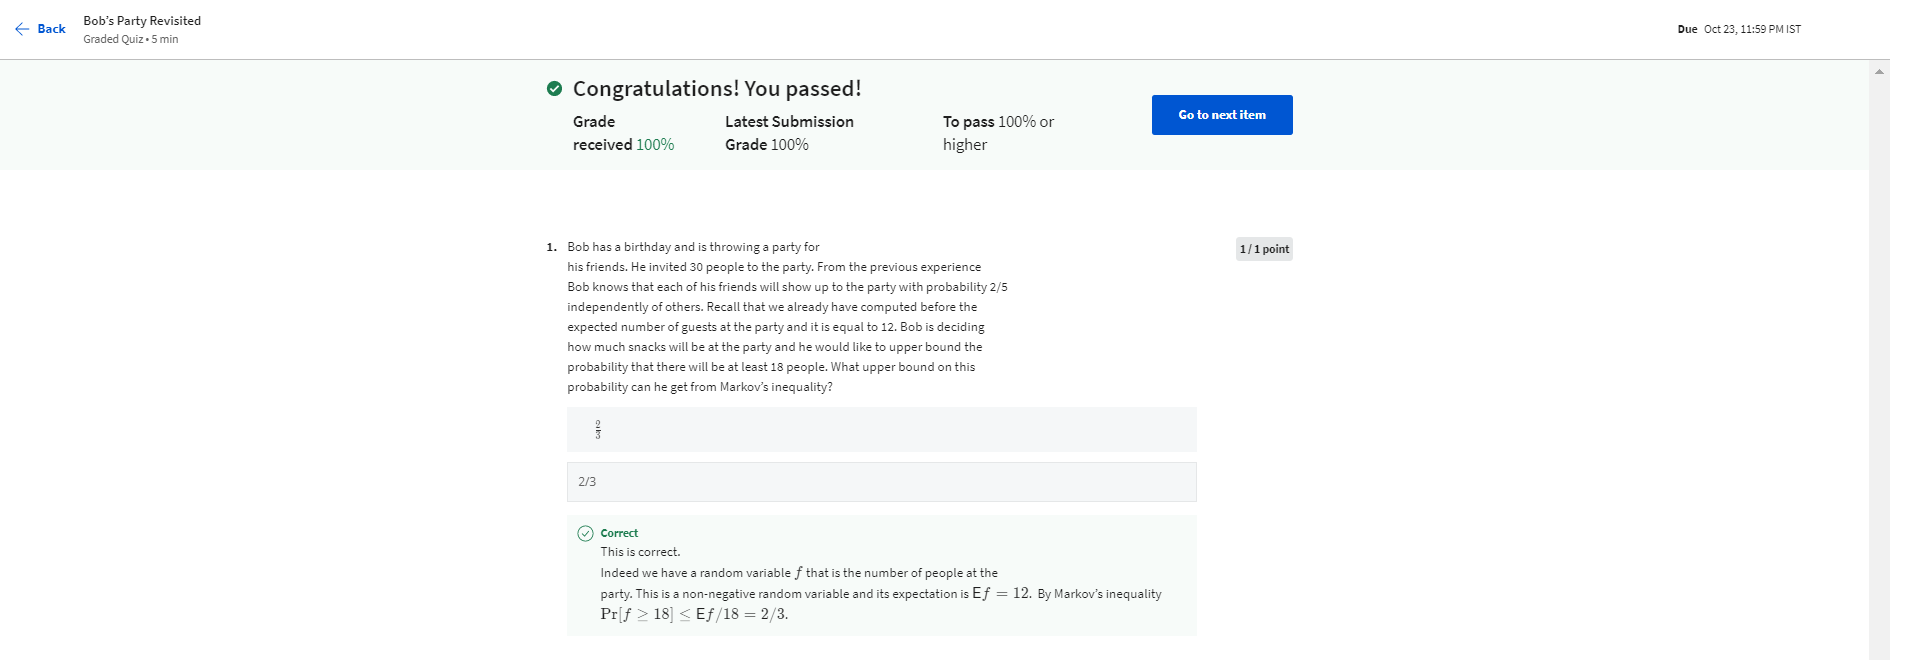 Back
Bob's Party Revisited
Graded Quiz • 5 min
Due Oct 23, 11:59 PM IST
Congratulations! You passed!
Grade
received 100%
Latest Submission
Grade 100%
To pass 100% or
higher
Go to next item
1. Bob has a birthday and is throwing a party for
his friends. He invited 30 people to the party. From the previous experience
Bob knows that each of his friends will show up to the party with probability 2/5
independently of others. Recall that we already have computed before the
expected number of guests at the party and it is equal to 12. Bob is deciding
how much snacks will be at the party and he would like to upper bound the
probability that there will be at least 18 people. What upper bound on this
probability can he get from Markov's inequality?
1 / 1 point
2/3
2/3
Correct
This is correct.
Indeed we have a random variable f that is the number of people at the
party. This is a non-negative random variable and its expectation is Ef = 12. By Markov's inequality
Pr[f ≥ 18] ≤ Ef/18 = 2/3.